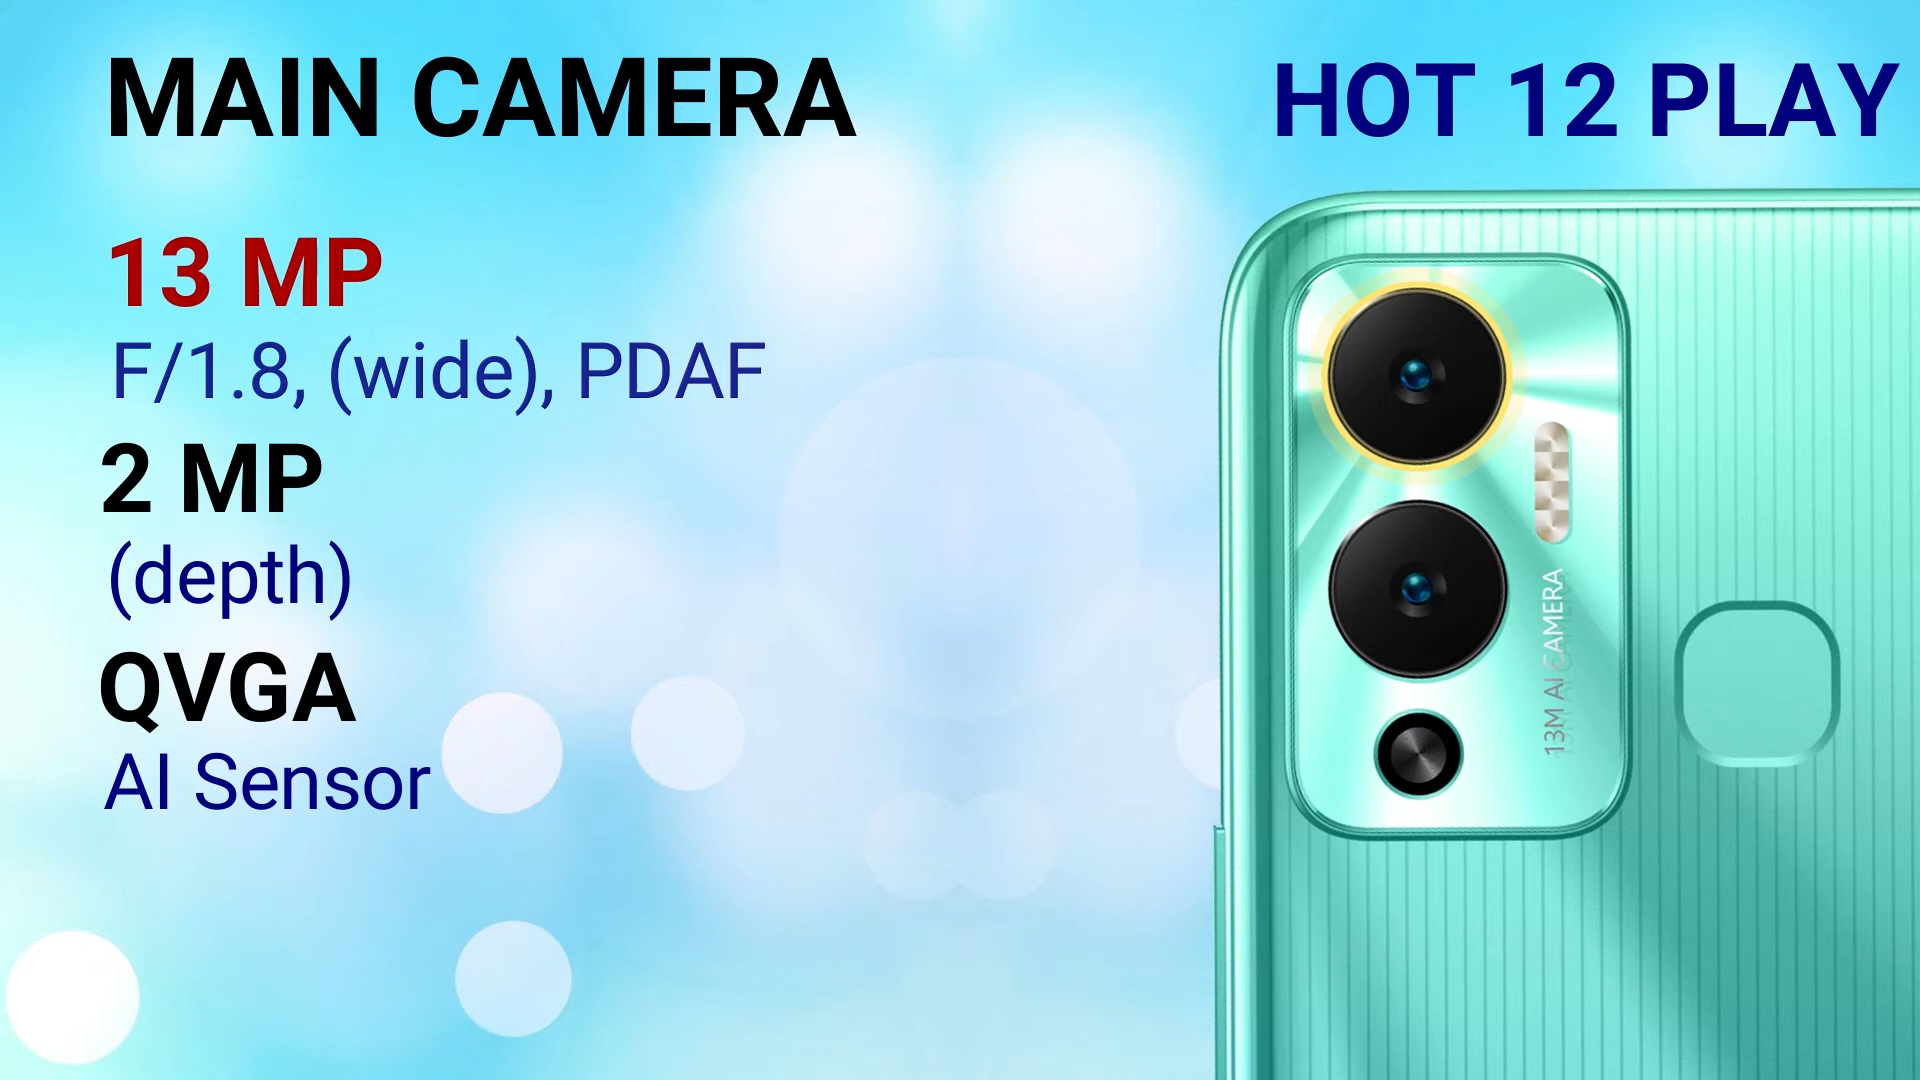 MAIN CAMERA
HOT 12 PLAY
13 MP
F/1.8, (wide), PDAF
2 MP
(depth)
QVGA
AI Sensor
13M AI CAMERA